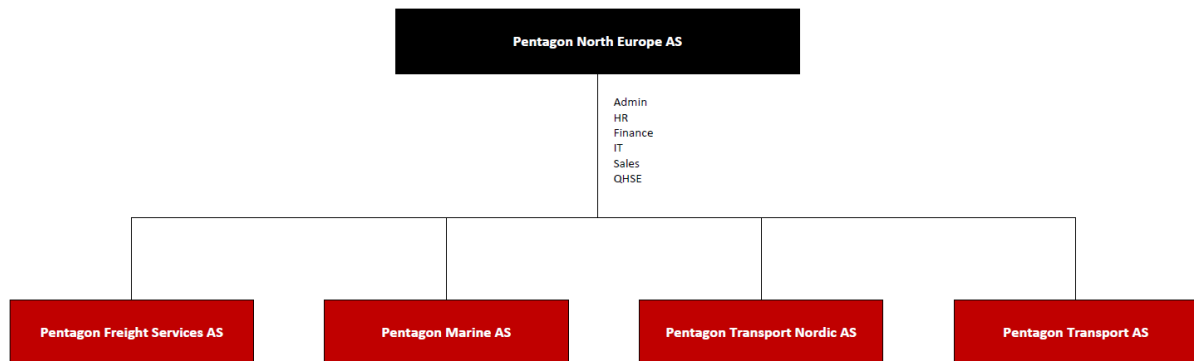 Pentagon North Europe AS
Admin
HR
Finance
IT
Sales
QHSE
Pentagon Freight Services AS
Pentagon Marine AS
Pentagon Transport Nordic AS
Pentagon Transport AS